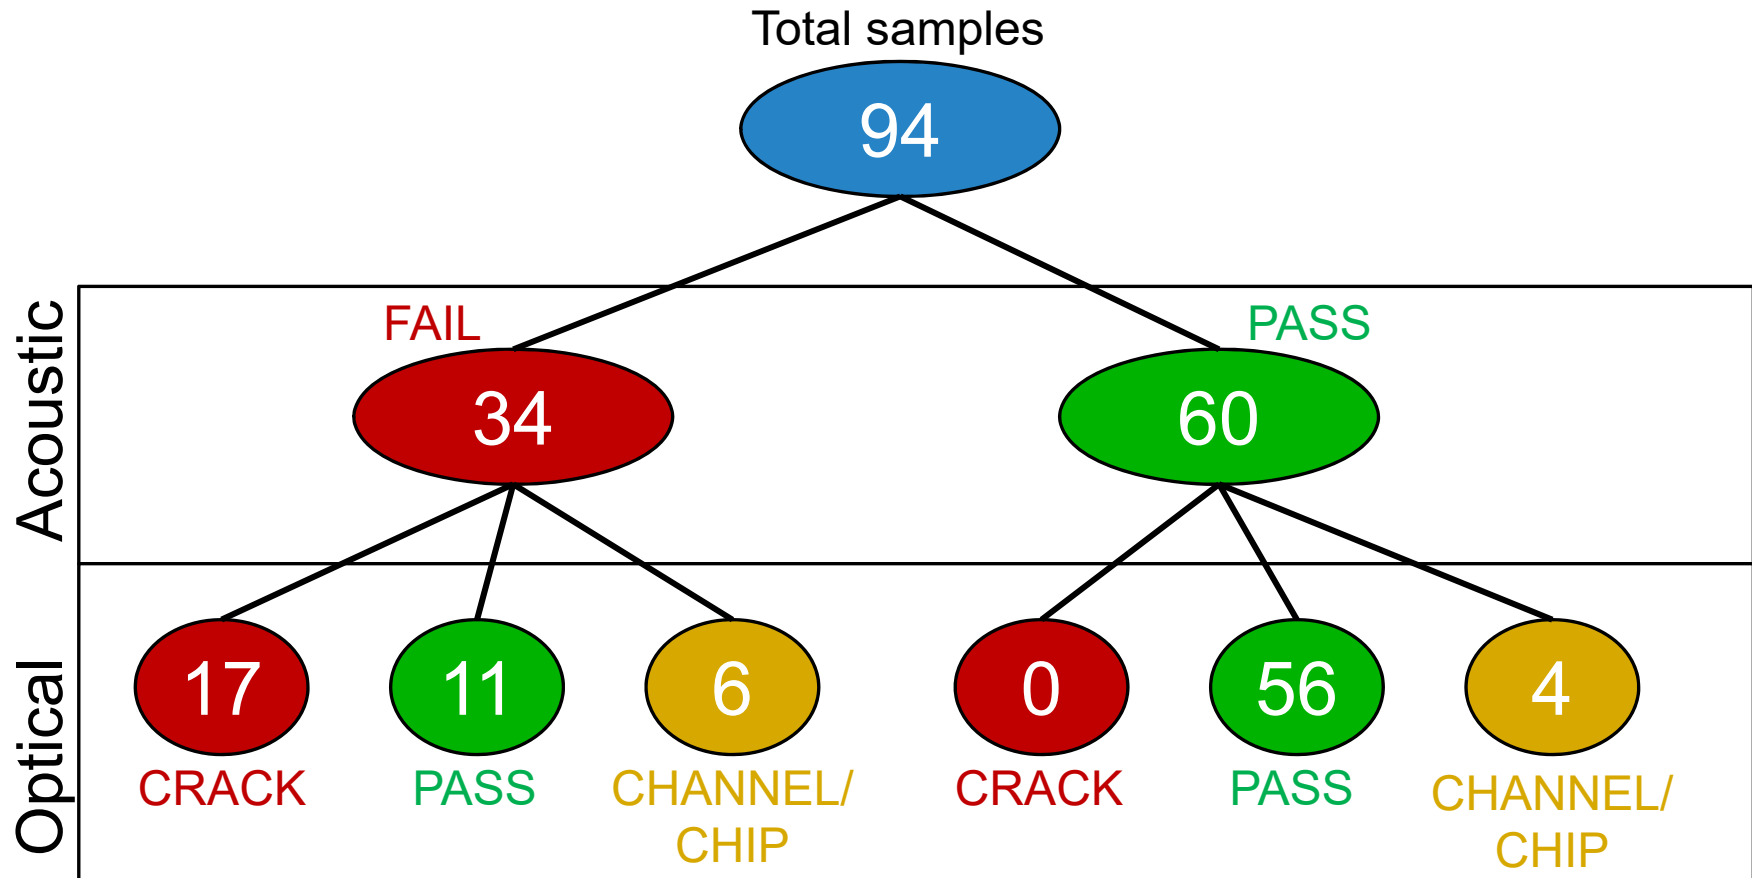 Total samples
94
Acoustic
FAIL
PASS
34
60
Optical
17
11
6
0
56
4
CRACK
PASS
CHANNEL/
CHIP
CRACK
PASS
CHANNEL/
CHIP